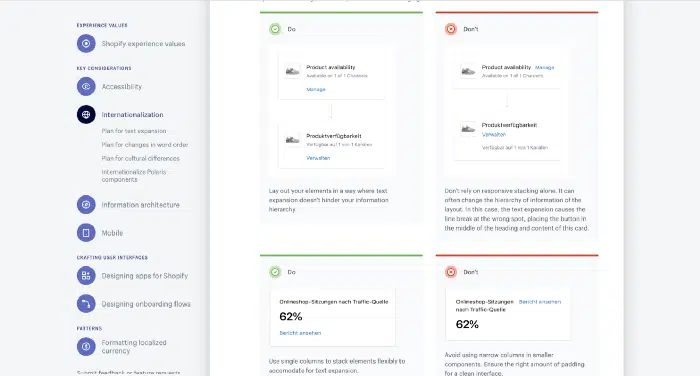 EXPERIENCE VALUES
Shopify experience values
KEY CONSIDERATIONS
Accessibility
Internationalization
Plan for text expansion
Plan for changes in word order
Plan for cultural differences
Internationalize Polaris
components
Information architecture
Mobile
CRAFTING USER INTERFACES
Designing apps for Shopify
Designing onboarding flows
PATTERNS
Formatting localized
currency
Submit feedback or feature requests
Do
Product availability
Available on 1 of 1 Channels
Manage
Produktverfügbarkeit
Verfügbar auf 1 von 1 Kanälen
Verwalten
Lay out your elements in a way where text
expansion doesn't hinder your information
hierarchy.
Don't
Product availability Manage
Available on 1 of 1 Channels
Produktverfügbarkeit
Verwalten
Verfügbar auf 1 von 1 Kanälen
Don't rely on responsive stacking alone. It can
often change the hierarchy of information of the
layout. In this case, the text expansion causes the
line break at the wrong spot, placing the button in
the middle of the heading and content of this card.
Do
Onlineshop-Sitzungen nach Traffic-Quelle
62%
Bericht ansehen
Use single columns to stack elements flexibly to
accomodate for text expansion.
Don't
Onlineshop-Sitzungen Bericht ansehen
nach Traffic-Quelle
62%
Avoid using narrow columns in smaller
components. Ensure the right amount of padding
for a clean interface.